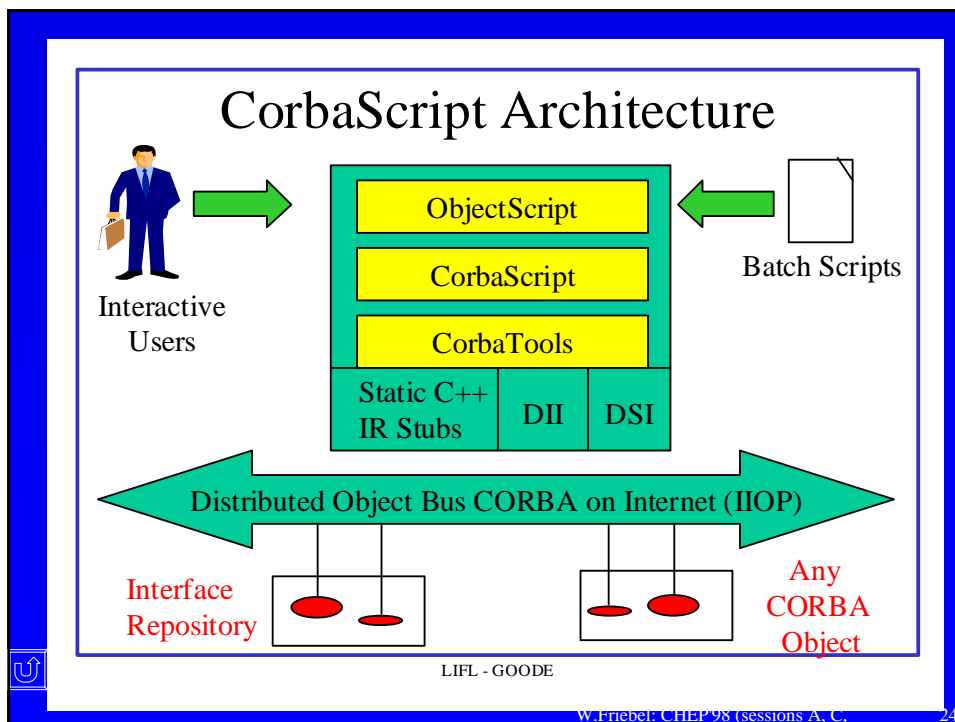 CorbaScript Architecture
ObjectScript
CorbaScript
CorbaTools
Interactive
Users
Batch Scripts
Static C++
IR Stubs
DII
DSI
Distributed Object Bus CORBA on Internet (IIOP)
Interface
Repository
Any
CORBA
Object
LIFL - GOODE
W.Friebel: CHEP'98 (sessions A, C,
24